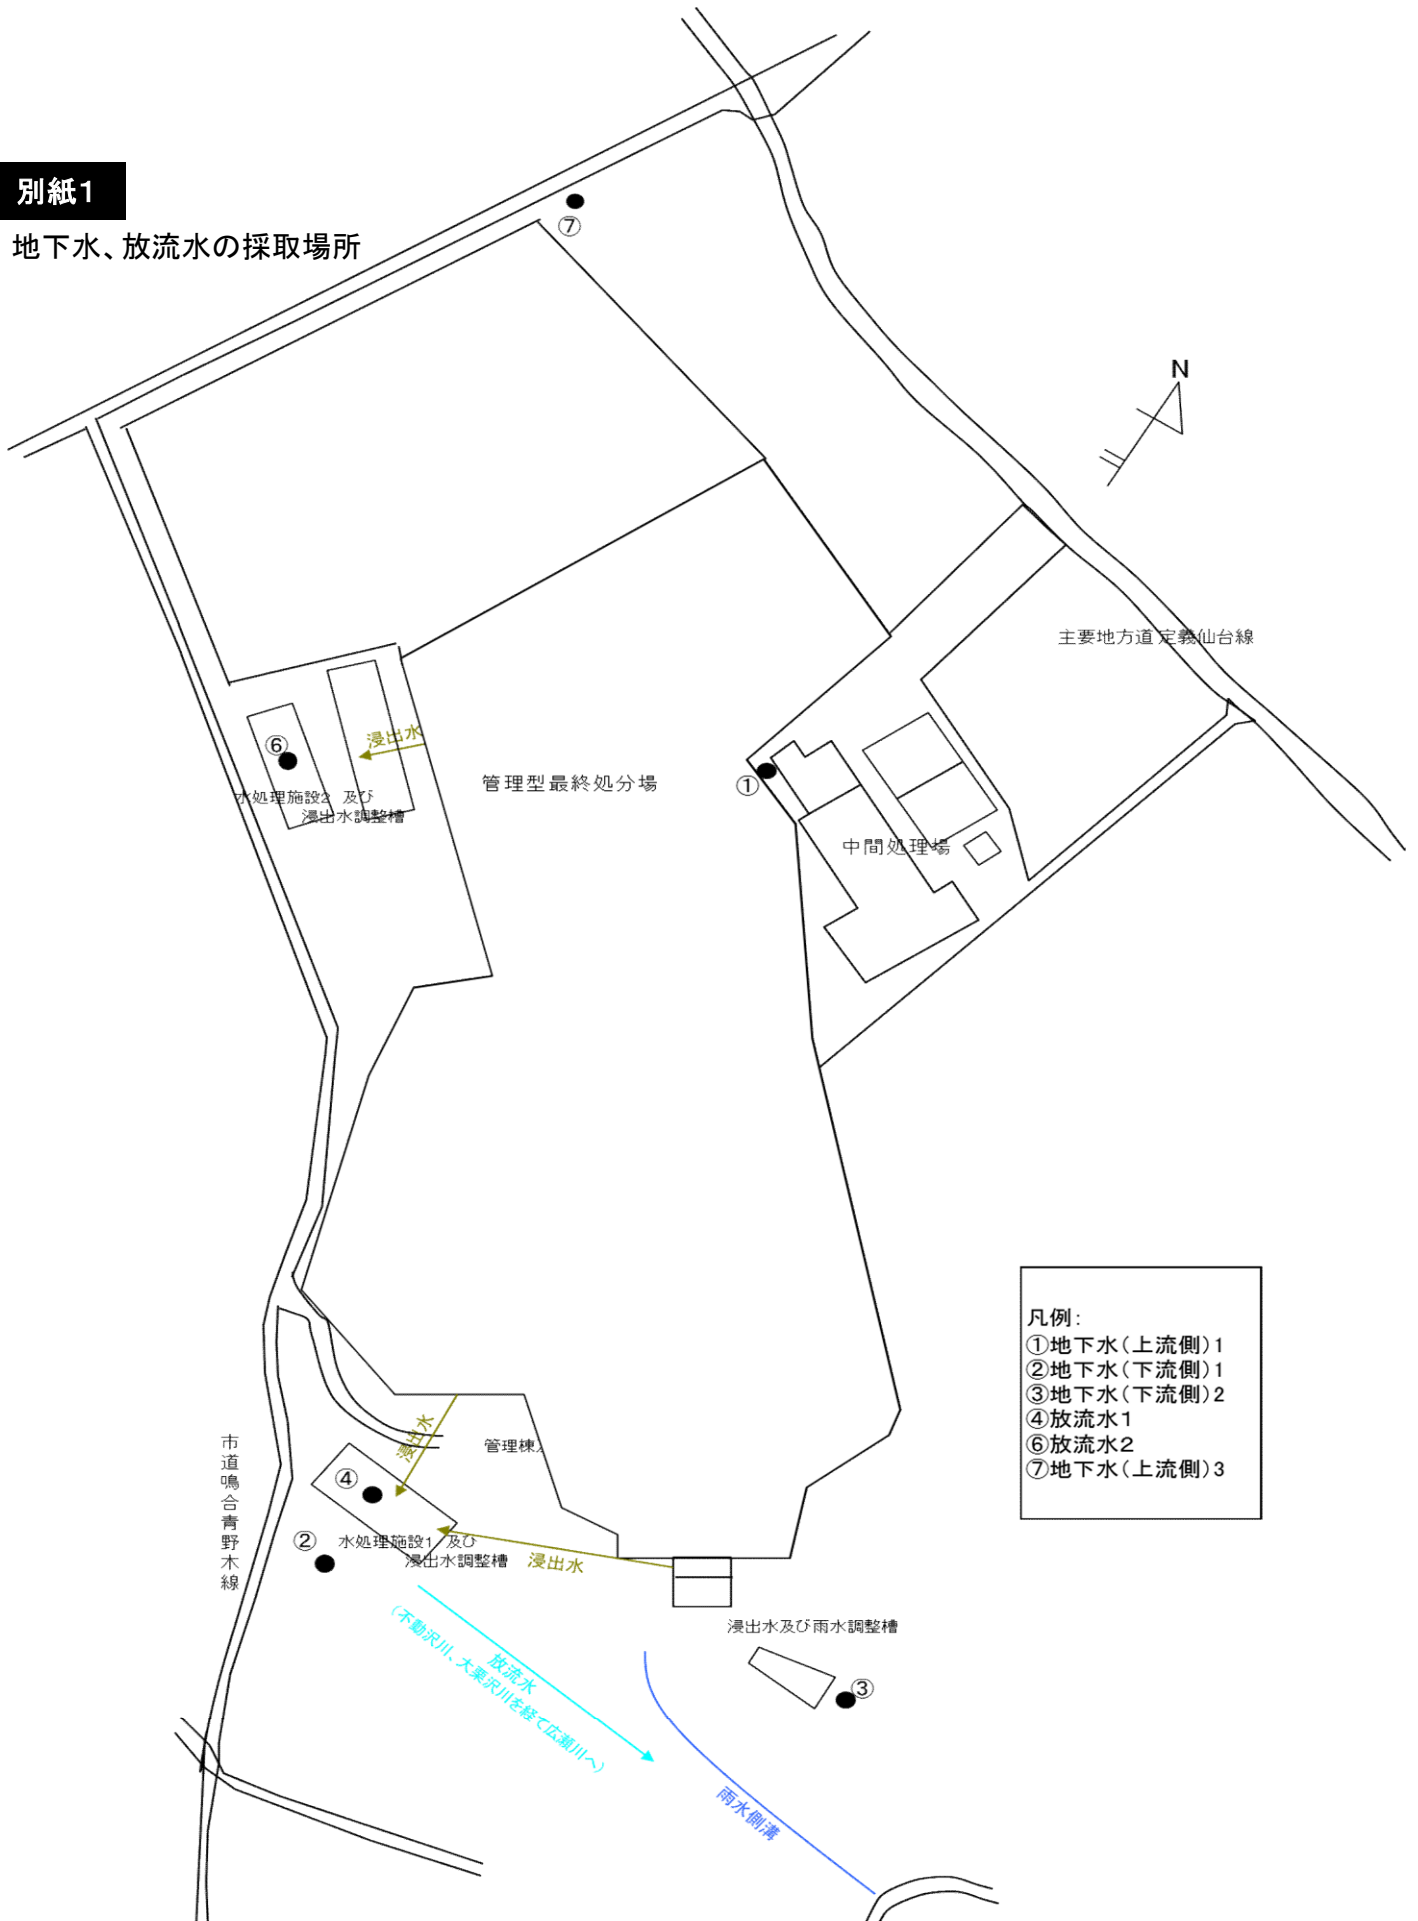 別紙1
地下水、放流水の採取場所
⑦
N
主要地方道 定義仙台線
⑥
浸出水
水処理施設2 及び
浸出水調整槽
管理型最終処分場
①
中間処理場
凡例:
①地下水(上流側)1
②地下水(下流側)1
③地下水(下流側)2
④放流水1
⑥放流水2
⑦地下水(上流側)3
市道鳴合青野木線
浸出水
管理棟
④
②
水処理施設1 及び
浸出水調整槽
浸出水
放流水
(不動沢川、大栗沢川を経て広瀬川へ)
浸出水及び雨水調整槽
③
雨水側溝